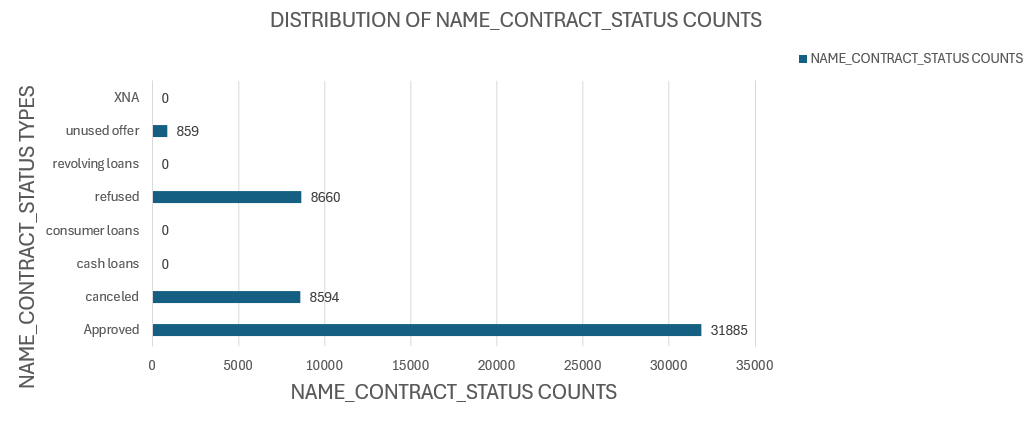 DISTRIBUTION OF NAME_CONTRACT_STATUS COUNTS
NAME_CONTRACT_STATUS COUNTS
NAME_CONTRACT_STATUS TYPES
XNA 0
unused offer 859
revolving loans 0
refused 8660
consumer loans 0
cash loans 0
canceled 8594
Approved 31885
0 5000 10000 15000 20000 25000 30000 35000
NAME_CONTRACT_STATUS COUNTS